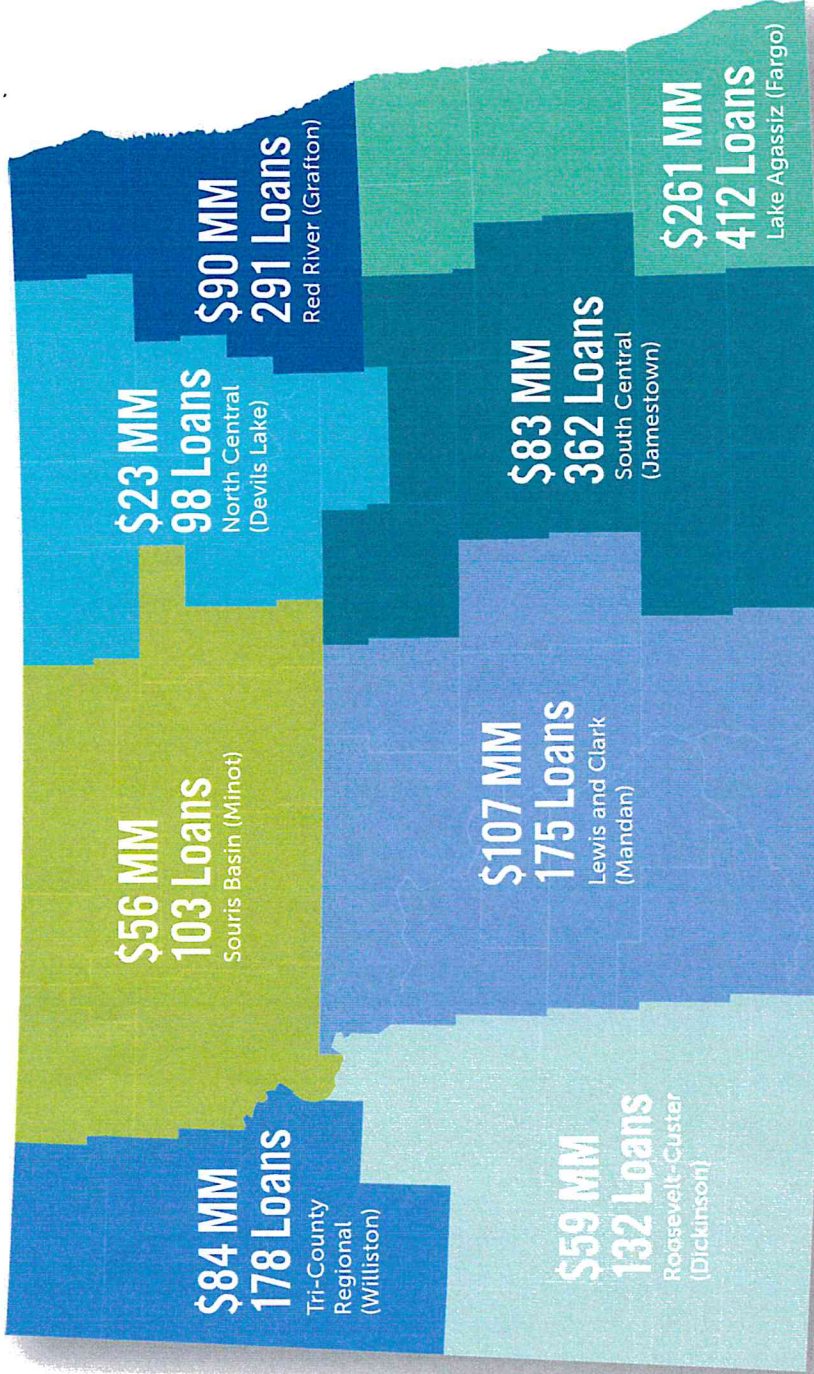 $84 MM
178 Loans
Tri-County
Regional
(Williston)
$56 MM
103 Loans
Souris Basin (Minot)
$23 MM
98 Loans
North Central
(Devils Lake)
$90 MM
291 Loans
Red River (Grafton)
$59 MM
132 Loans
Roosevelt-Custer
(Dickinson)
$107 MM
175 Loans
Lewis and Clark
(Mandan)
$83 MM
362 Loans
South Central
(Jamestown)
$261 MM
412 Loans
Lake Agassiz (Fargo)